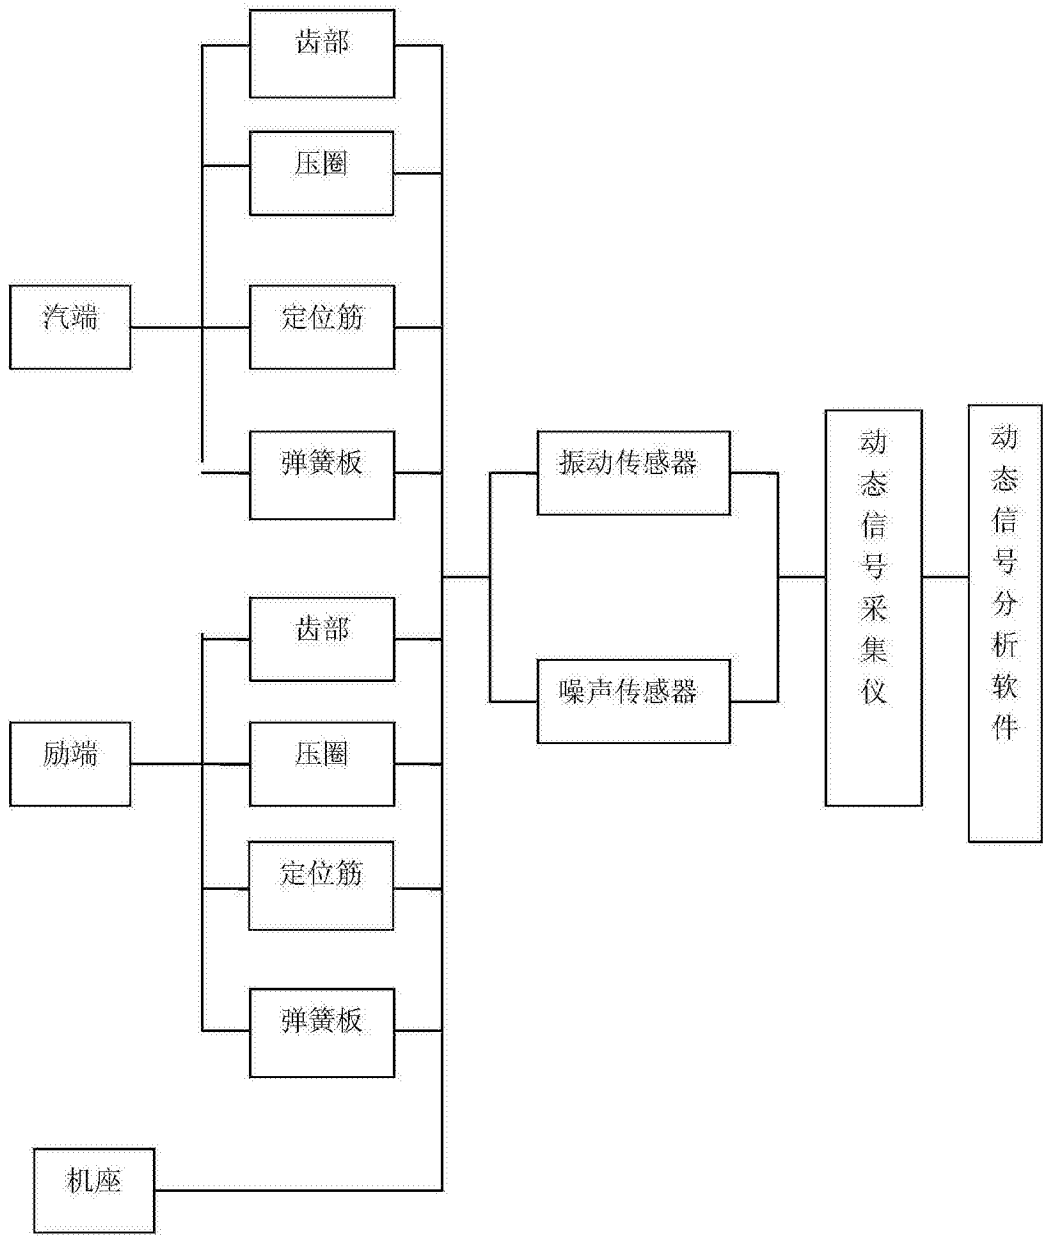 汽端
齿部
压圈
定位筋
弹簧板
励端
齿部
压圈
定位筋
弹簧板
机座
振动传感器
噪声传感器
动态信号采集仪
动态信号分析软件